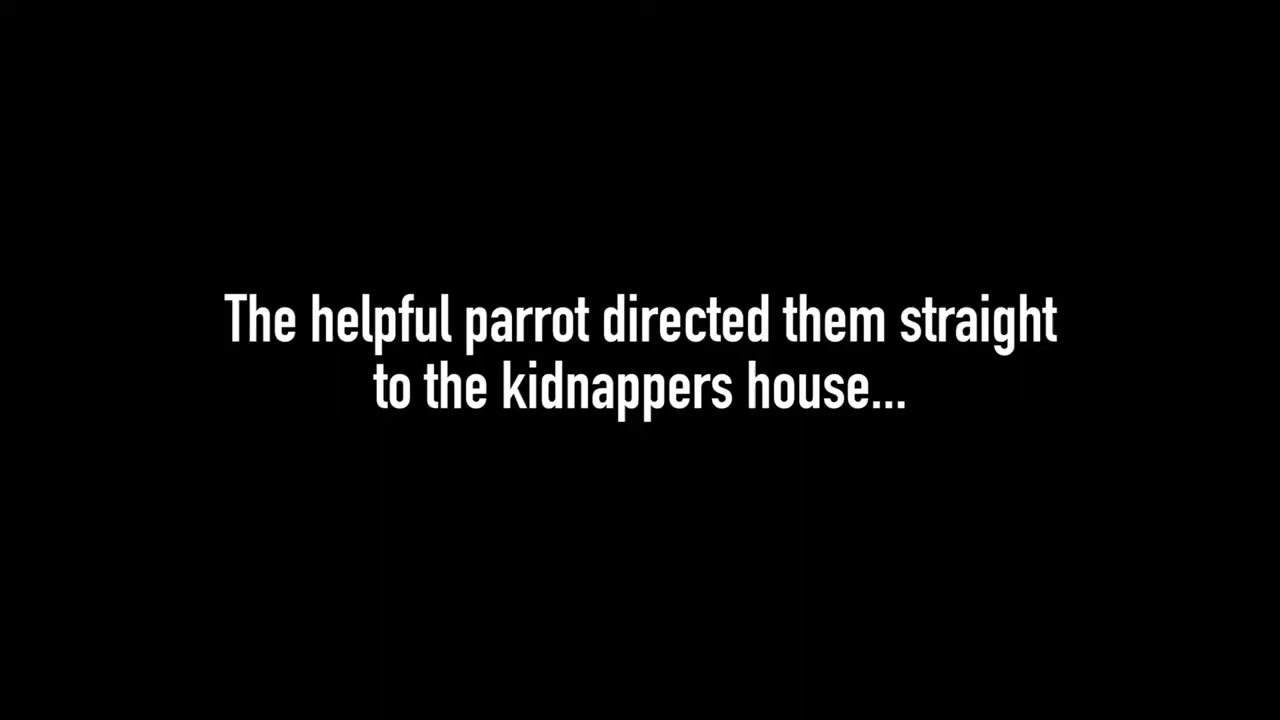 The helpful parrot directed them straight
to the kidnappers house...